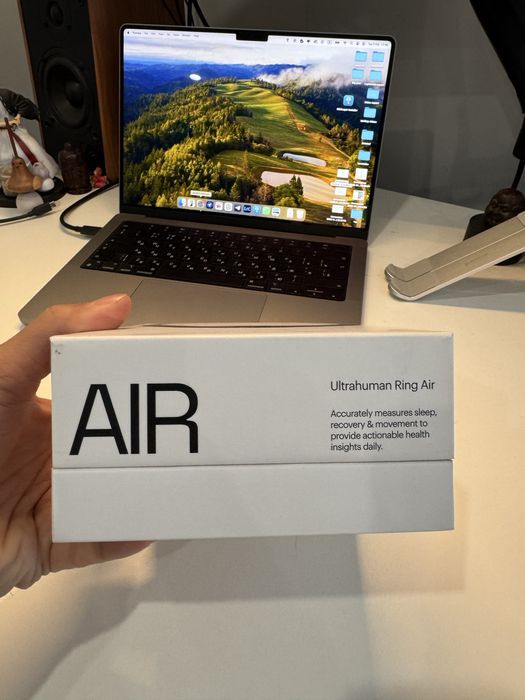 AIR
Ultrahuman Ring Air
Accurately measures sleep,
recovery & movement to
provide actionable health
insights daily.